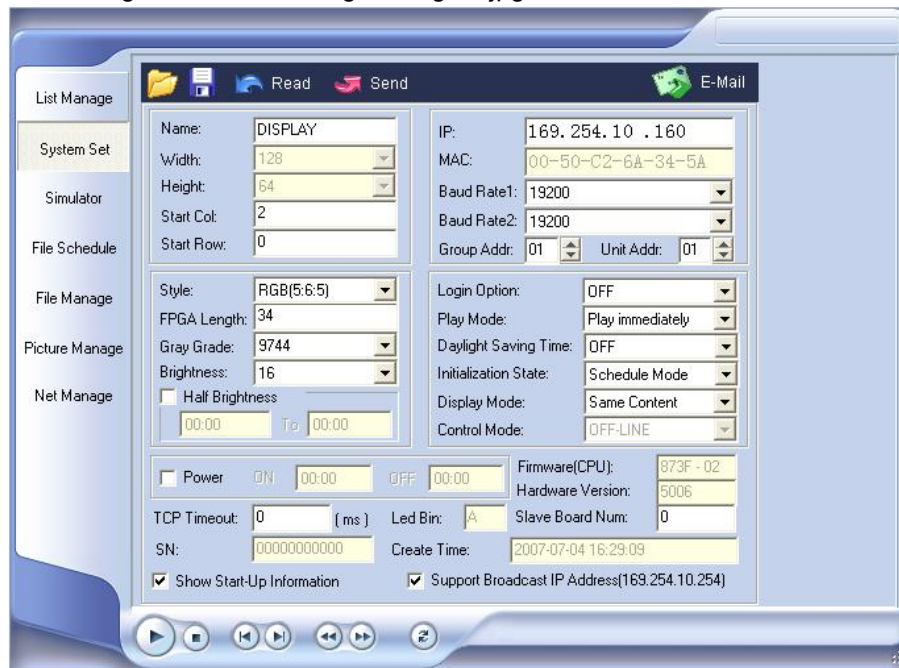 Read Send E-Mail
List Manage
System Set
Simulator
File Schedule
File Manage
Picture Manage
Net Manage
Name: DISPLAY
Width: 128
Height: 64
Start Col: 2
Start Row: 0
IP: 169.254.10 .160
MAC: 00-50-C2-6A-34-5A
Baud Rate1: 19200
Baud Rate2: 19200
Group Addr: 01 Unit Addr: 01
Style: RGB(5:6:5)
FPGA Length: 34
Gray Grade: 9744
Brightness: 16
Half Brightness
00:00 To 00:00
Login Option: OFF
Play Mode: Play immediately
Daylight Saving Time: OFF
Initialization State: Schedule Mode
Display Mode: Same Content
Control Mode: OFF-LINE
Power ON 00:00 OFF 00:00
Firmware(CPU): 873F - 02
Hardware Version: 5006
TCP Timeout: 0 ( ms ) Led Bin: A Slave Board Num: 0
SN: 00000000000 Create Time: 2007-07-04 16:29:09
Show Start-Up Information Support Broadcast IP Address(169.254.10.254)